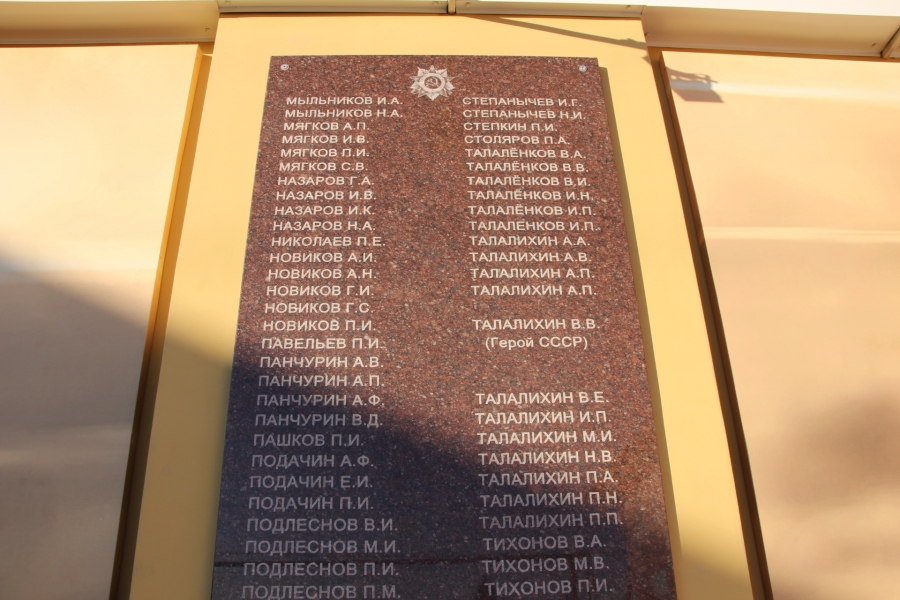 МЫЛЬНИКОВ И.А.
МЫЛЬНИКОВ Н.А.
МЯГКОВ А.П.
МЯГКОВ И.В.
МЯГКОВ П.И.
МЯГКОВ С.В.
НАЗАРОВ Г.А.
НАЗАРОВ И.В.
НАЗАРОВ И.К.
НАЗАРОВ Н.А.
НИКОЛАЕВ П.Е.
НОВИКОВ А.И.
НОВИКОВ А.Н.
НОВИКОВ Г.И.
НОВИКОВ Г.С.
НОВИКОВ П.И.
ПАВЕЛЬЕВ П.И.
ПАНЧУРИН А.В.
ПАНЧУРИН А.П.
ПАНЧУРИН А.Ф.
ПАНЧУРИН В.Д.
ПАШКОВ П.И.
ПОДАЧИН А.Ф.
ПОДАЧИН Е.И.
ПОДАЧИН П.И.
ПОДЛЕСНОВ В.И.
ПОДЛЕСНОВ М.И.
ПОДЛЕСНОВ П.И.
ПОДЛЕСНОВ П.М.
СТЕПАНЫЧЕВ И.Г.
СТЕПАНЫЧЕВ Н.И.
СТЕПКИН П.И.
СТОЛЯРОВ П.А.
ТАЛАЛЁНКОВ В.А.
ТАЛАЛЁНКОВ В.В.
ТАЛАЛЁНКОВ В.И.
ТАЛАЛЁНКОВ И.Н.
ТАЛАЛЁНКОВ И.П.
ТАЛАЛЕНКОВ И.П.
ТАЛАЛИХИН А.А.
ТАЛАЛИХИН А.В.
ТАЛАЛИХИН А.П.
ТАЛАЛИХИН А.П.
ТАЛАЛИХИН В.В.
(Герой СССР)
ТАЛАЛИХИН В.Е.
ТАЛАЛИХИН И.П.
ТАЛАЛИХИН М.И.
ТАЛАЛИХИН Н.В.
ТАЛАЛИХИН П.А.
ТАЛАЛИХИН П.Н.
ТАЛАЛИХИН П.П.
ТИХОНОВ В.А.
ТИХОНОВ М.В.
ТИХОНОВ П.И.